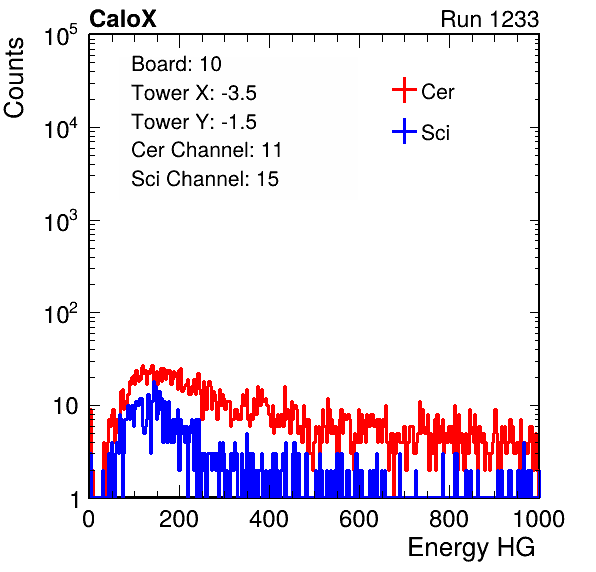 CaloX Run 1233
Counts
Board: 10
Tower X: -3.5
Tower Y: -1.5
Cer Channel: 11
Sci Channel: 15
Cer
Sci
10^5
10^4
10^3
10^2
10
1
0 200 400 600 800 1000
Energy HG